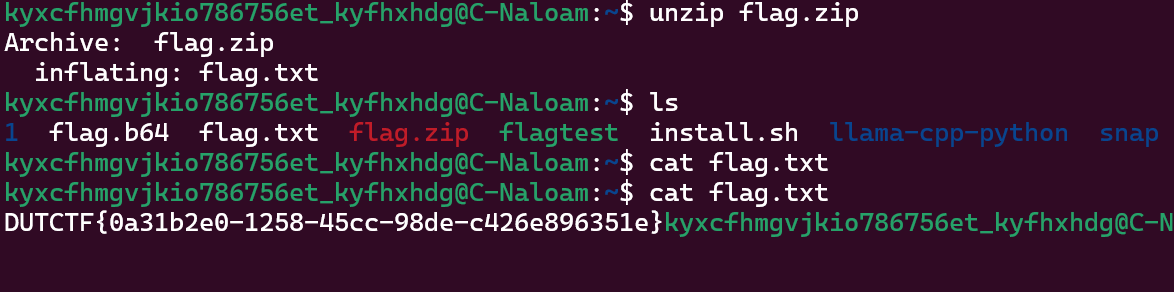 kyxcfhmgvjkio786756et_kyfhxhdg@C-Naloam:~$ unzip flag.zip
Archive:  flag.zip
  inflating: flag.txt
kyxcfhmgvjkio786756et_kyfhxhdg@C-Naloam:~$ ls
1  flag.b64  flag.txt  flag.zip  flagtest  install.sh  llama-cpp-python  snap
kyxcfhmgvjkio786756et_kyfhxhdg@C-Naloam:~$ cat flag.txt
kyxcfhmgvjkio786756et_kyfhxhdg@C-Naloam:~$ cat flag.txt
DUTCTF{0a31b2e0-1258-45cc-98de-c426e896351e}kyxcfhmgvjkio786756et_kyfhxhdg@C-N